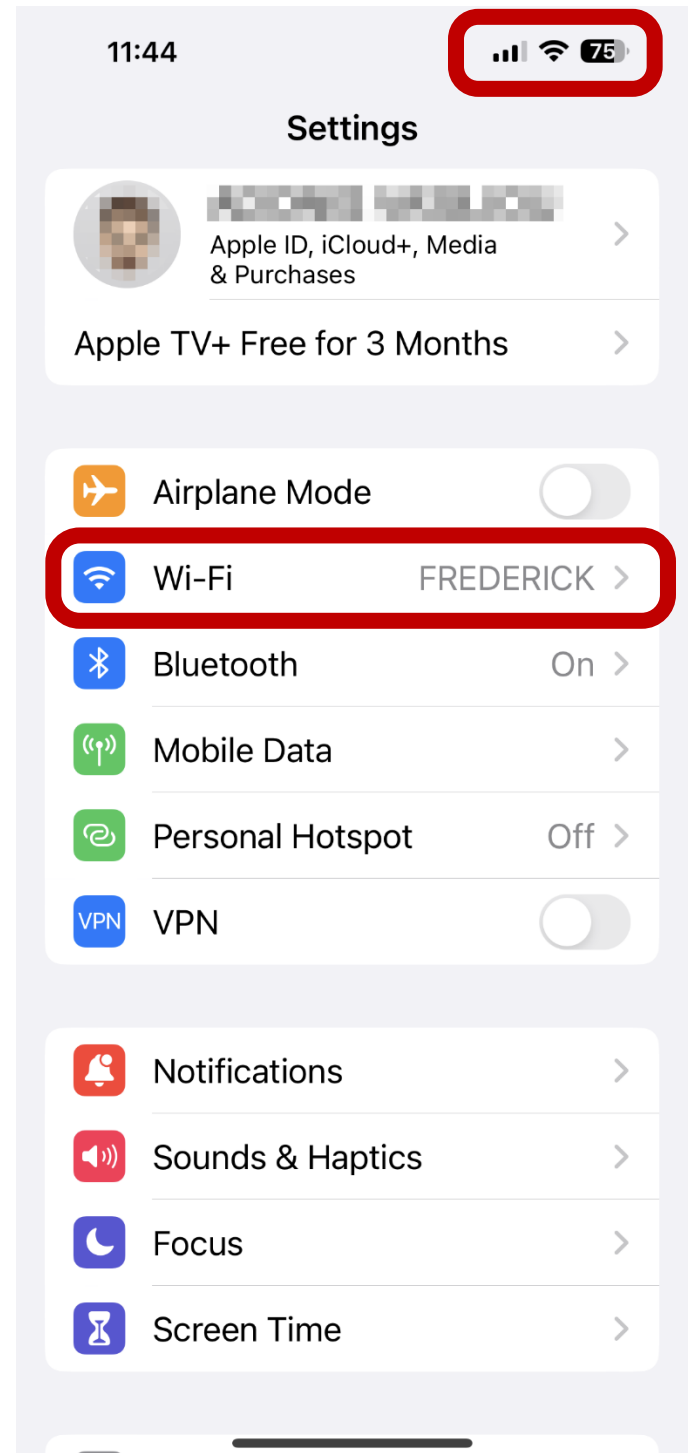 11:44
75
Settings
Apple ID, iCloud+, Media
& Purchases
Apple TV+ Free for 3 Months
Airplane Mode
Wi-Fi FREDERICK
Bluetooth On
Mobile Data
Personal Hotspot Off
VPN VPN
Notifications
Sounds & Haptics
Focus
Screen Time